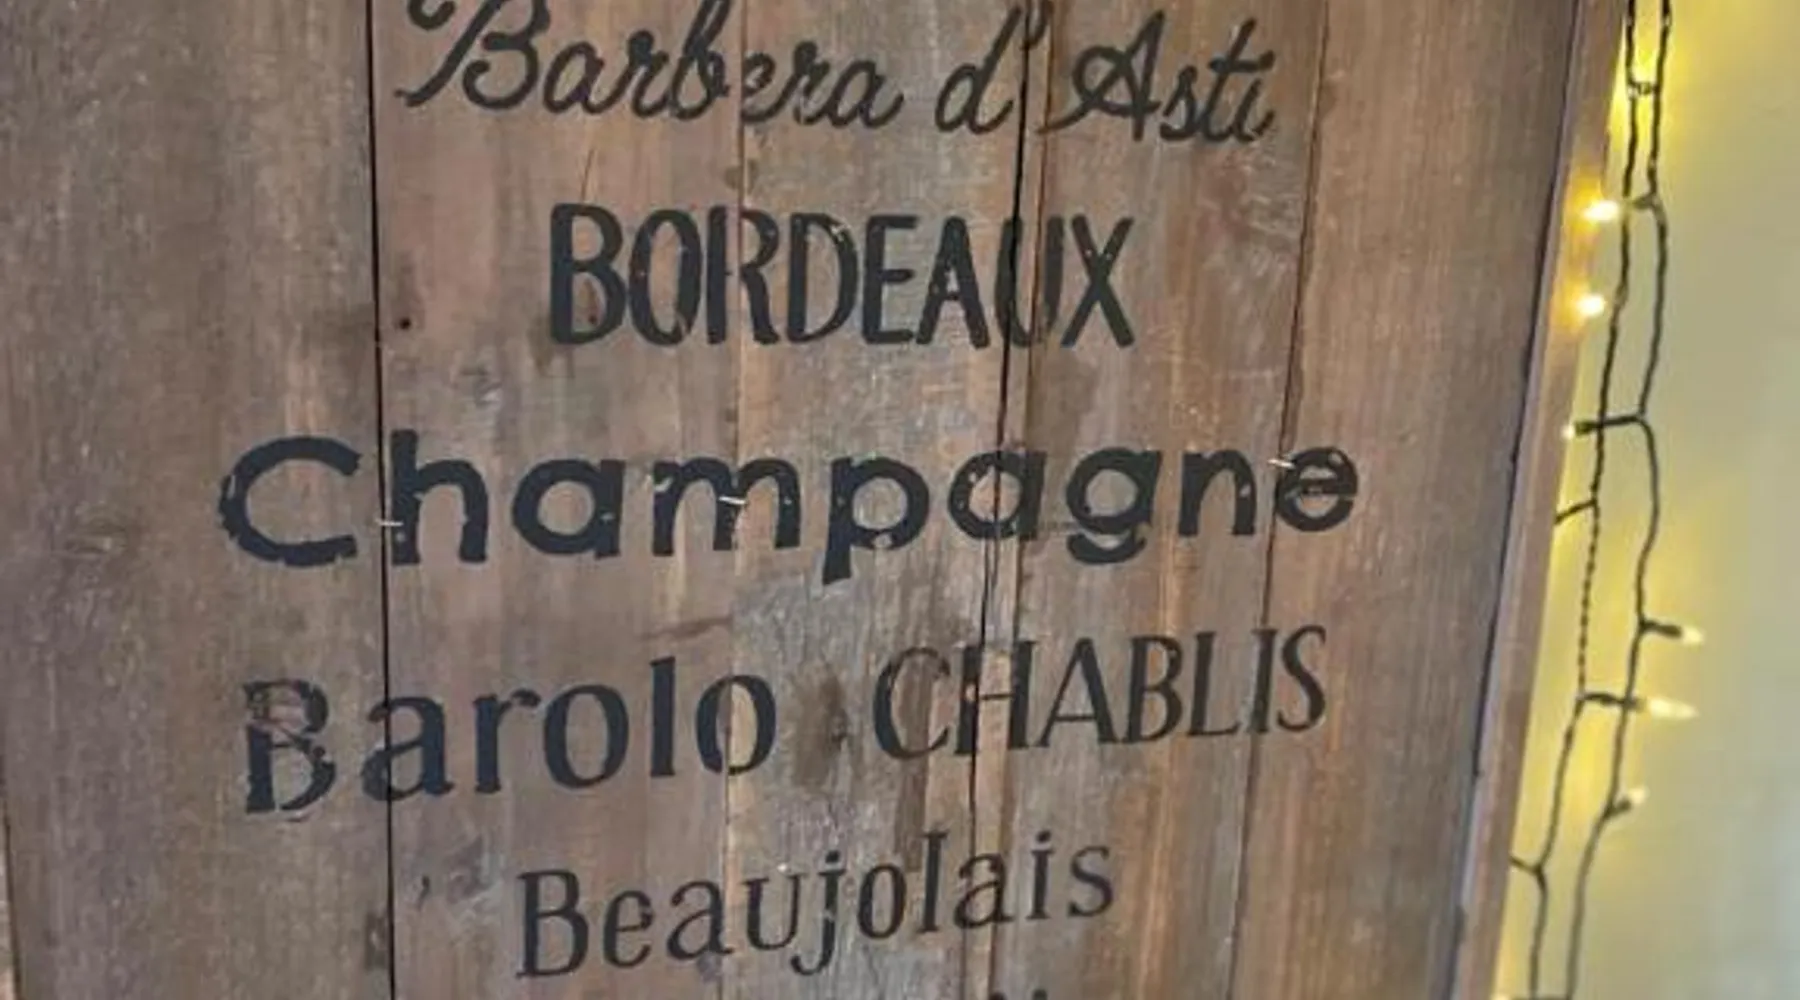 Barbera d'Asti
BORDEAUX
Champagne
Barolo CHABLIS
Beaujolais